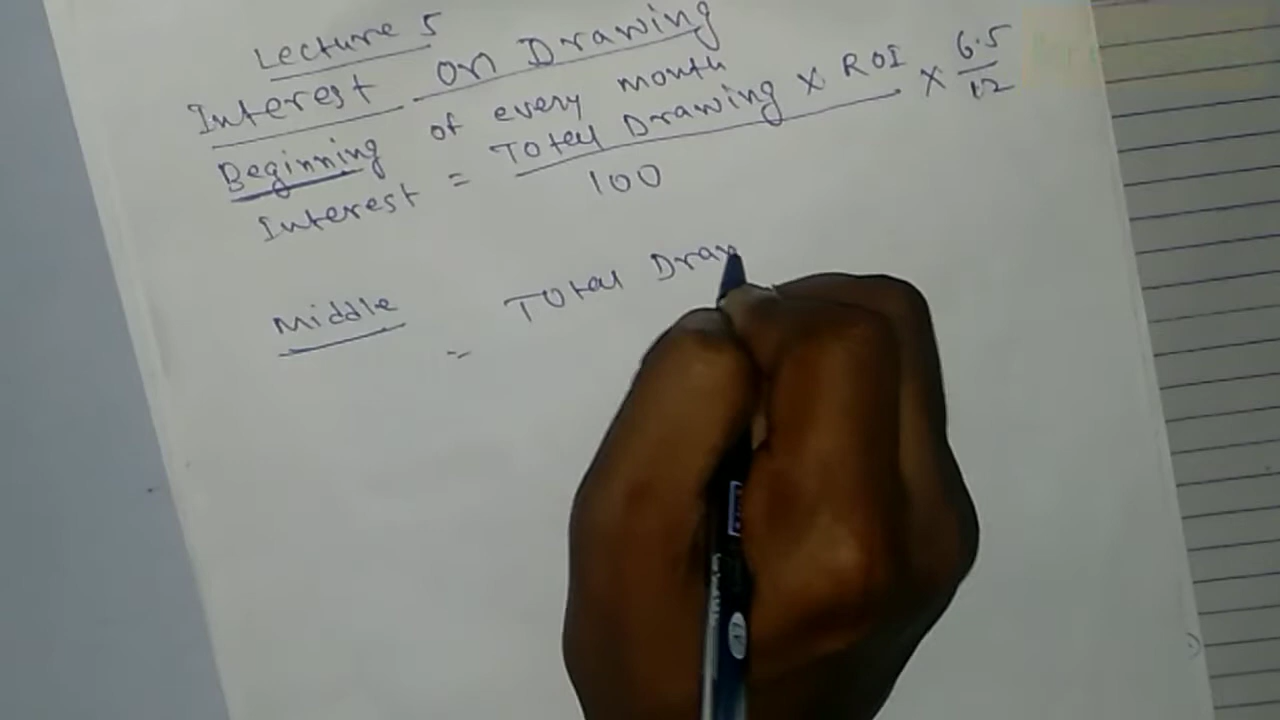 Lecture 5
Interest on Drawing
Beginning of every month
Interest = Total Drawing × ROI / 100 × 6.5 / 12
Middle = Total Draw